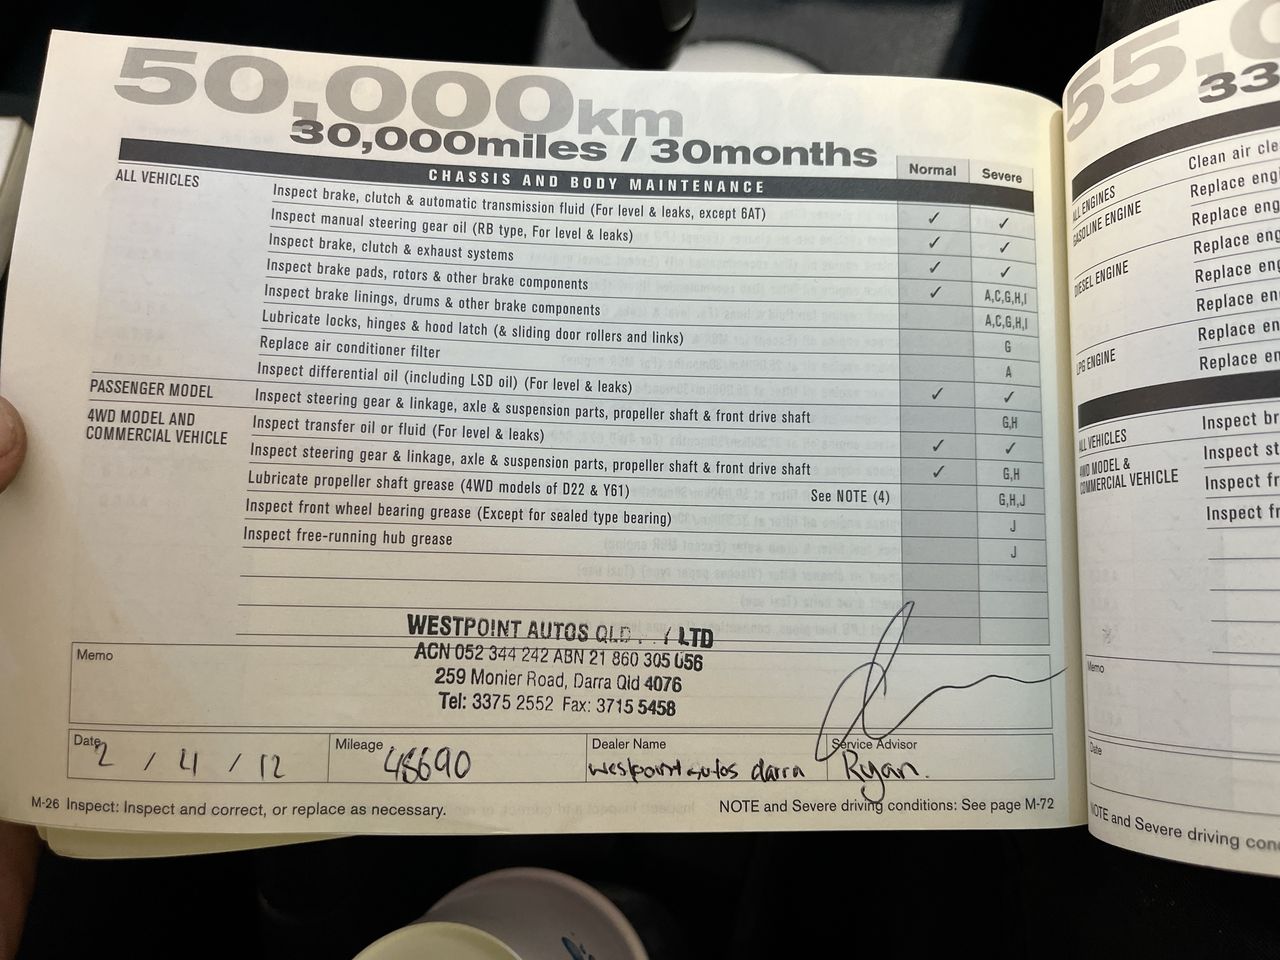 50,000km
30,000miles / 30months
CHASSIS AND BODY MAINTENANCE Normal Severe
ALL VEHICLES Inspect brake, clutch & automatic transmission fluid (For level & leaks, except 6AT) ✓ ✓
Inspect manual steering gear oil (RB type, For level & leaks) ✓ ✓
Inspect brake, clutch & exhaust systems ✓ ✓
Inspect brake pads, rotors & other brake components ✓ A,C,G,H,I
Inspect brake linings, drums & other brake components A,C,G,H,I
Lubricate locks, hinges & hood latch (& sliding door rollers and links) G
Replace air conditioner filter A
Inspect differential oil (including LSD oil) (For level & leaks) ✓ ✓
PASSENGER MODEL Inspect steering gear & linkage, axle & suspension parts, propeller shaft & front drive shaft G,H
4WD MODEL AND Inspect transfer oil or fluid (For level & leaks) ✓ ✓
COMMERCIAL VEHICLE Inspect steering gear & linkage, axle & suspension parts, propeller shaft & front drive shaft ✓ G,H
Lubricate propeller shaft grease (4WD models of D22 & Y61) See NOTE (4) G,H,J
Inspect front wheel bearing grease (Except for sealed type bearing) J
Inspect free-running hub grease J
WESTPOINT AUTOS QLD LTD
ACN 052 344 242 ABN 21 860 305 056
259 Monier Road, Darra Qld 4076
Tel: 3375 2552 Fax: 3715 5458
Memo
Date 2 / 4 / 12 Mileage 48690 Dealer Name westpoint autos darra Service Advisor Ryan.
M-26 Inspect: Inspect and correct, or replace as necessary. NOTE and Severe driving conditions: See page M-72
55,0
33
Clean air cle
ALL ENGINES Replace engi
GASOLINE ENGINE Replace eng
Replace eng
DIESEL ENGINE Replace eng
Replace eng
Replace eng
LPG ENGINE Replace eng
ALL VEHICLES Inspect br
4WD MODEL & Inspect st
COMMERCIAL VEHICLE Inspect fr
Inspect fr
Memo
Date
NOTE and Severe driving cond